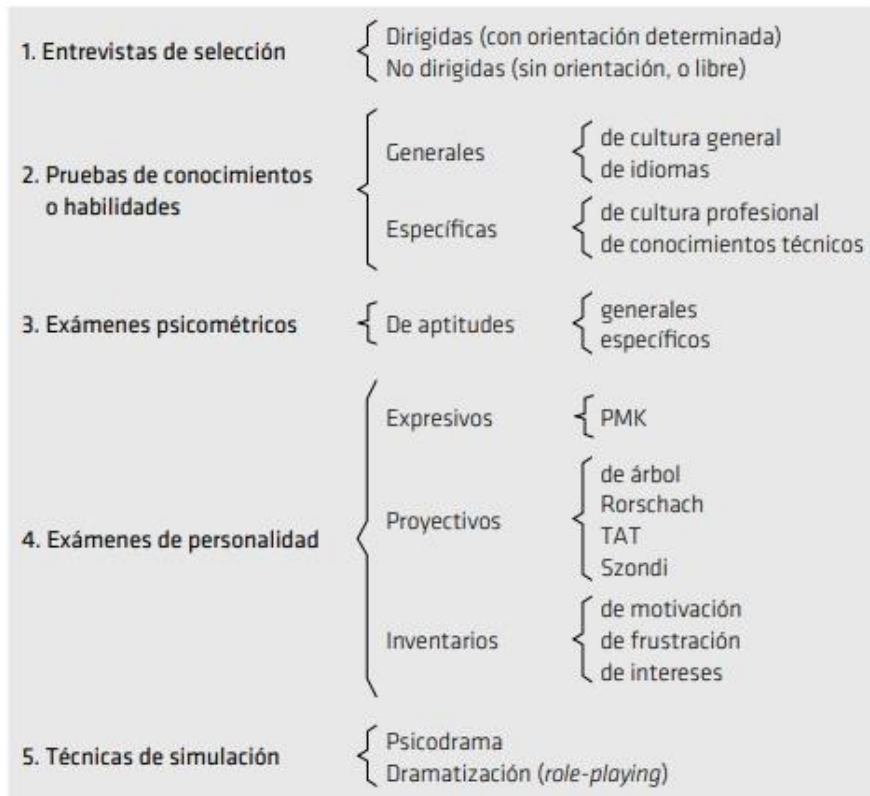 1. Entrevistas de selección
Dirigidas (con orientación determinada)
No dirigidas (sin orientación, o libre)
2. Pruebas de conocimientos
o habilidades
Generales
de cultura general
de idiomas
Específicas
de cultura profesional
de conocimientos técnicos
3. Exámenes psicométricos
De aptitudes
generales
específicos
4. Exámenes de personalidad
Expresivos
PMK
Proyectivos
de árbol
Rorschach
TAT
Szondi
Inventarios
de motivación
de frustración
de intereses
5. Técnicas de simulación
Psicodrama
Dramatización (role-playing)